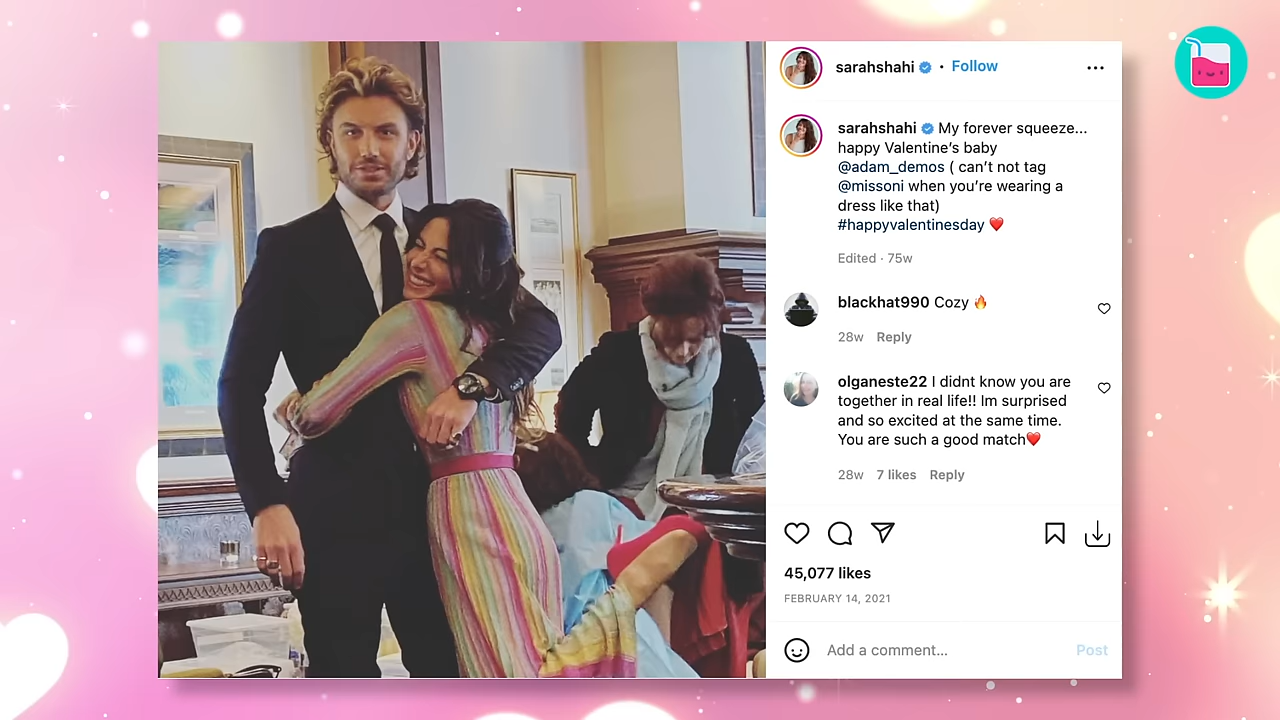 sarahshahi • Follow
sarahshahi My forever squeeze...
happy Valentine's baby
@adam_demos ( can't not tag
@missoni when you're wearing a
dress like that)
#happyvalentinesday ❤️
Edited · 75w
blackhat990 Cozy 🔥
28w Reply
olganeste22 I didnt know you are
together in real life!! Im surprised
and so excited at the same time.
You are such a good match❤️
28w 7 likes Reply
45,077 likes
FEBRUARY 14, 2021
Add a comment... Post